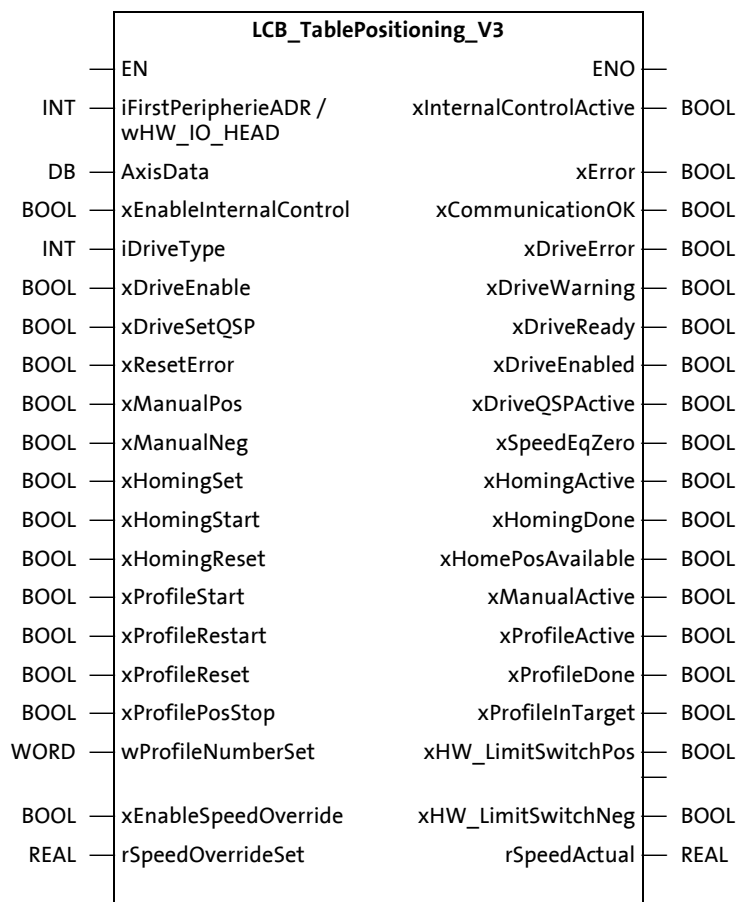 LCB_TablePositioning_V3
EN ENO
INT iFirstPeripherieADR / xInternalControlActive BOOL
wHW_IO_HEAD
DB AxisData xError BOOL
BOOL xEnableInternalControl xCommunicationOK BOOL
INT iDriveType xDriveError BOOL
BOOL xDriveEnable xDriveWarning BOOL
BOOL xDriveSetQSP xDriveReady BOOL
BOOL xResetError xDriveEnabled BOOL
BOOL xManualPos xDriveQSPActive BOOL
BOOL xManualNeg xSpeedEqZero BOOL
BOOL xHomingSet xHomingActive BOOL
BOOL xHomingStart xHomingDone BOOL
BOOL xHomingReset xHomePosAvailable BOOL
BOOL xProfileStart xManualActive BOOL
BOOL xProfileRestart xProfileActive BOOL
BOOL xProfileReset xProfileDone BOOL
BOOL xProfilePosStop xProfileInTarget BOOL
WORD wProfileNumberSet xHW_LimitSwitchPos BOOL
BOOL xEnableSpeedOverride xHW_LimitSwitchNeg BOOL
REAL rSpeedOverrideSet rSpeedActual REAL